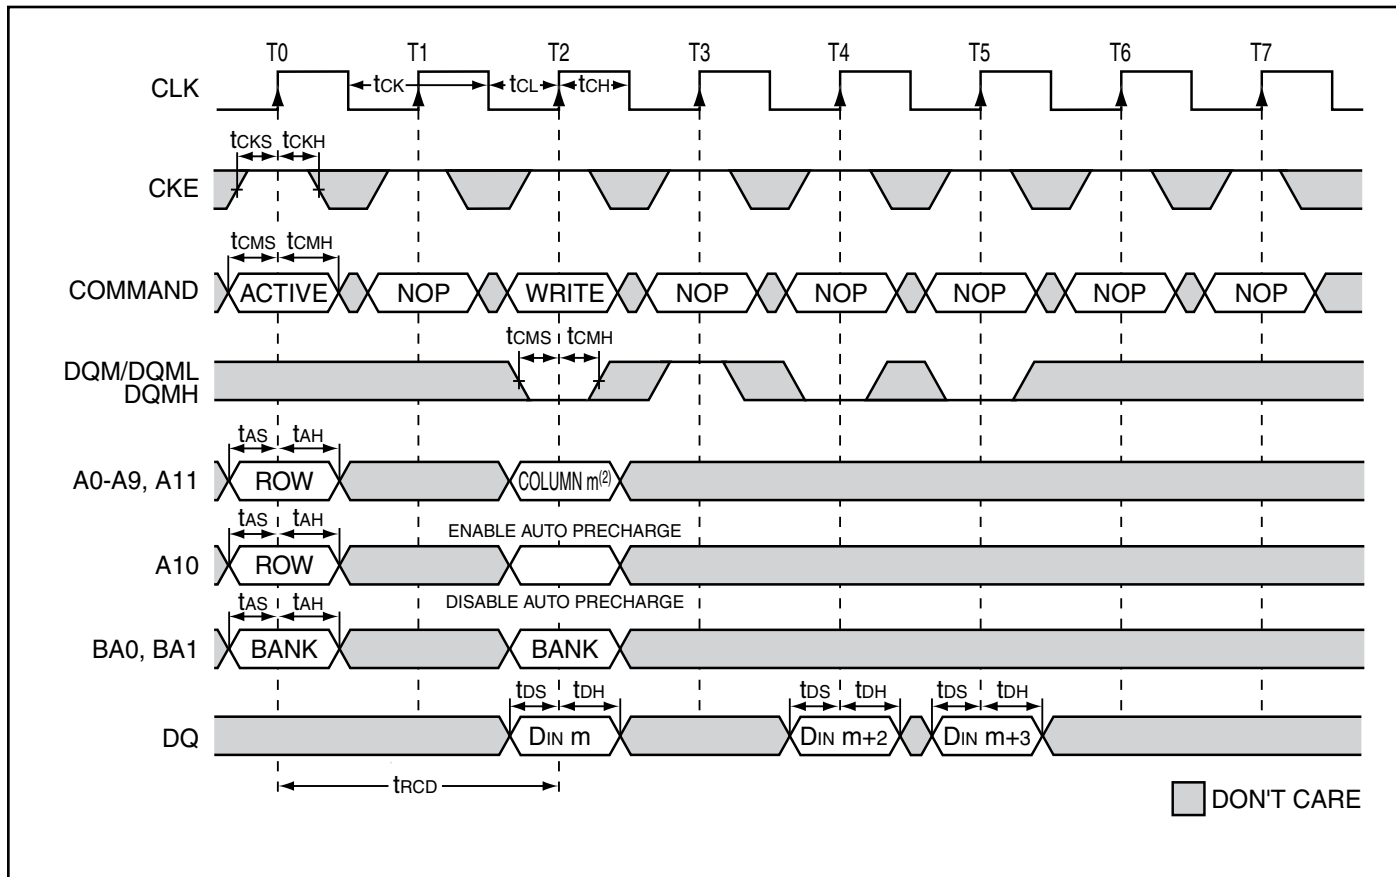 T0 T1 T2 T3 T4 T5 T6 T7
CLK tCK tCL tCH
tCKS tCKH
CKE
tCMS tCMH
COMMAND ACTIVE NOP WRITE NOP NOP NOP NOP NOP
tCMS tCMH
DQM/DQML
DQMH
tAS tAH
A0-A9, A11 ROW COLUMN m(2)
tAS tAH ENABLE AUTO PRECHARGE
A10 ROW
tAS tAH DISABLE AUTO PRECHARGE
BA0, BA1 BANK BANK
tDS tDH tDS tDH tDS tDH
DQ DIN m DIN m+2 DIN m+3
tRCD
DON'T CARE